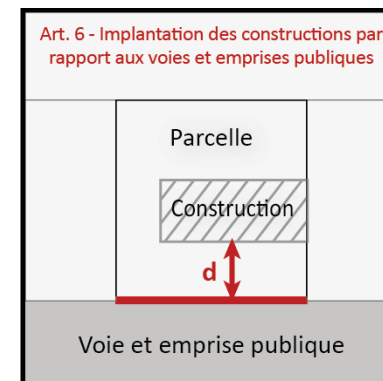 Art. 6 - Implantation des constructions par
rapport aux voies et emprises publiques
Parcelle
Construction
d
Voie et emprise publique